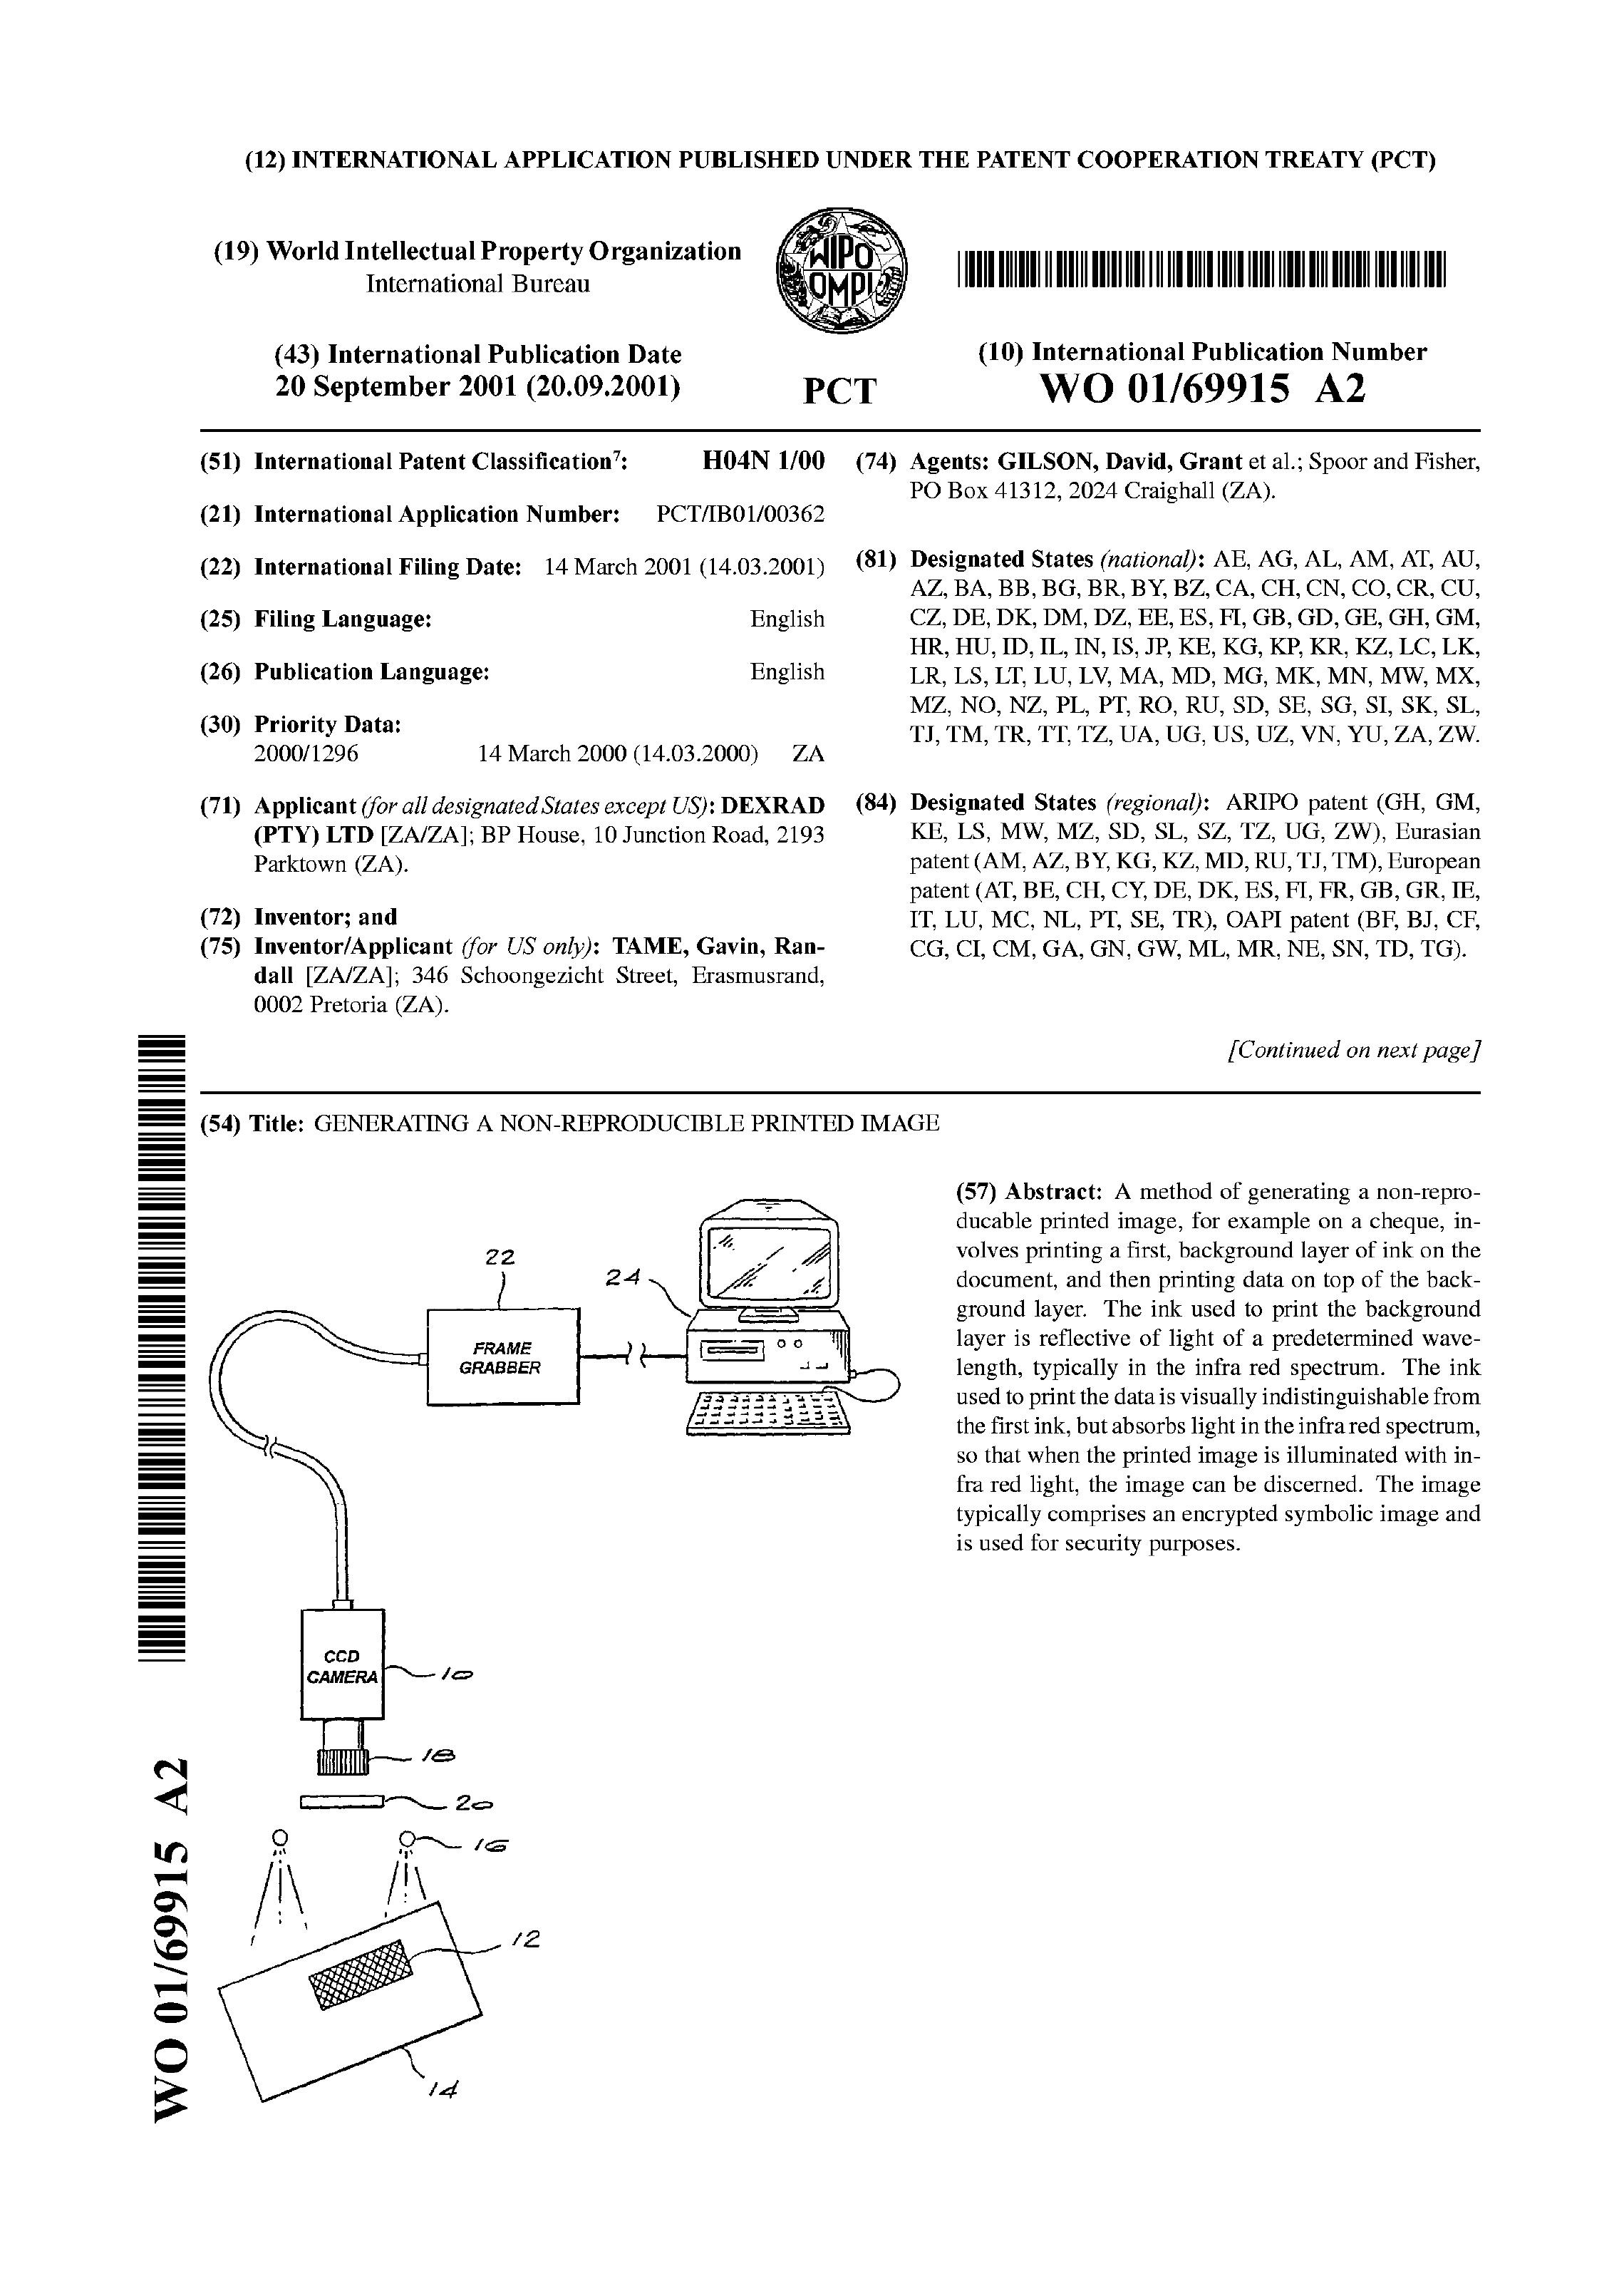 (12) INTERNATIONAL APPLICATION PUBLISHED UNDER THE PATENT COOPERATION TREATY (PCT)
(19) World Intellectual Property Organization
International Bureau
WIPO
OMPI
(43) International Publication Date
20 September 2001 (20.09.2001)
PCT
(10) International Publication Number
WO 01/69915 A2
(51) International Patent Classification7: H04N 1/00
(21) International Application Number: PCT/IB01/00362
(22) International Filing Date: 14 March 2001 (14.03.2001)
(25) Filing Language: English
(26) Publication Language: English
(30) Priority Data:
2000/1296 14 March 2000 (14.03.2000) ZA
(71) Applicant (for all designated States except US): DEXRAD
(PTY) LTD [ZA/ZA]; BP House, 10 Junction Road, 2193
Parktown (ZA).
(72) Inventor; and
(75) Inventor/Applicant (for US only): TAME, Gavin, Ran-
dall [ZA/ZA]; 346 Schoongezicht Street, Erasmusrand,
0002 Pretoria (ZA).
(74) Agents: GILSON, David, Grant et al.; Spoor and Fisher,
PO Box 41312, 2024 Craighall (ZA).
(81) Designated States (national): AE, AG, AL, AM, AT, AU,
AZ, BA, BB, BG, BR, BY, BZ, CA, CH, CN, CO, CR, CU,
CZ, DE, DK, DM, DZ, EE, ES, FI, GB, GD, GE, GH, GM,
HR, HU, ID, IL, IN, IS, JP, KE, KG, KP, KR, KZ, LC, LK,
LR, LS, LT, LU, LV, MA, MD, MG, MK, MN, MW, MX,
MZ, NO, NZ, PL, PT, RO, RU, SD, SE, SG, SI, SK, SL,
TJ, TM, TR, TT, TZ, UA, UG, US, UZ, VN, YU, ZA, ZW.
(84) Designated States (regional): ARIPO patent (GH, GM,
KE, LS, MW, MZ, SD, SL, SZ, TZ, UG, ZW), Eurasian
patent (AM, AZ, BY, KG, KZ, MD, RU, TJ, TM), European
patent (AT, BE, CH, CY, DE, DK, ES, FI, FR, GB, GR, IE,
IT, LU, MC, NL, PT, SE, TR), OAPI patent (BF, BJ, CF,
CG, CI, CM, GA, GN, GW, ML, MR, NE, SN, TD, TG).
[Continued on next page]
(54) Title: GENERATING A NON-REPRODUCIBLE PRINTED IMAGE
22
24
FRAME
GRABBER
CCD
CAMERA
10
18
20
16
12
14
(57) Abstract: A method of generating a non-repro-
ducable printed image, for example on a cheque, in-
volves printing a first, background layer of ink on the
document, and then printing data on top of the back-
ground layer. The ink used to print the background
layer is reflective of light of a predetermined wave-
length, typically in the infra red spectrum. The ink
used to print the data is visually indistinguishable from
the first ink, but absorbs light in the infra red spectrum,
so that when the printed image is illuminated with in-
fra red light, the image can be discerned. The image
typically comprises an encrypted symbolic image and
is used for security purposes.
WO 01/69915 A2